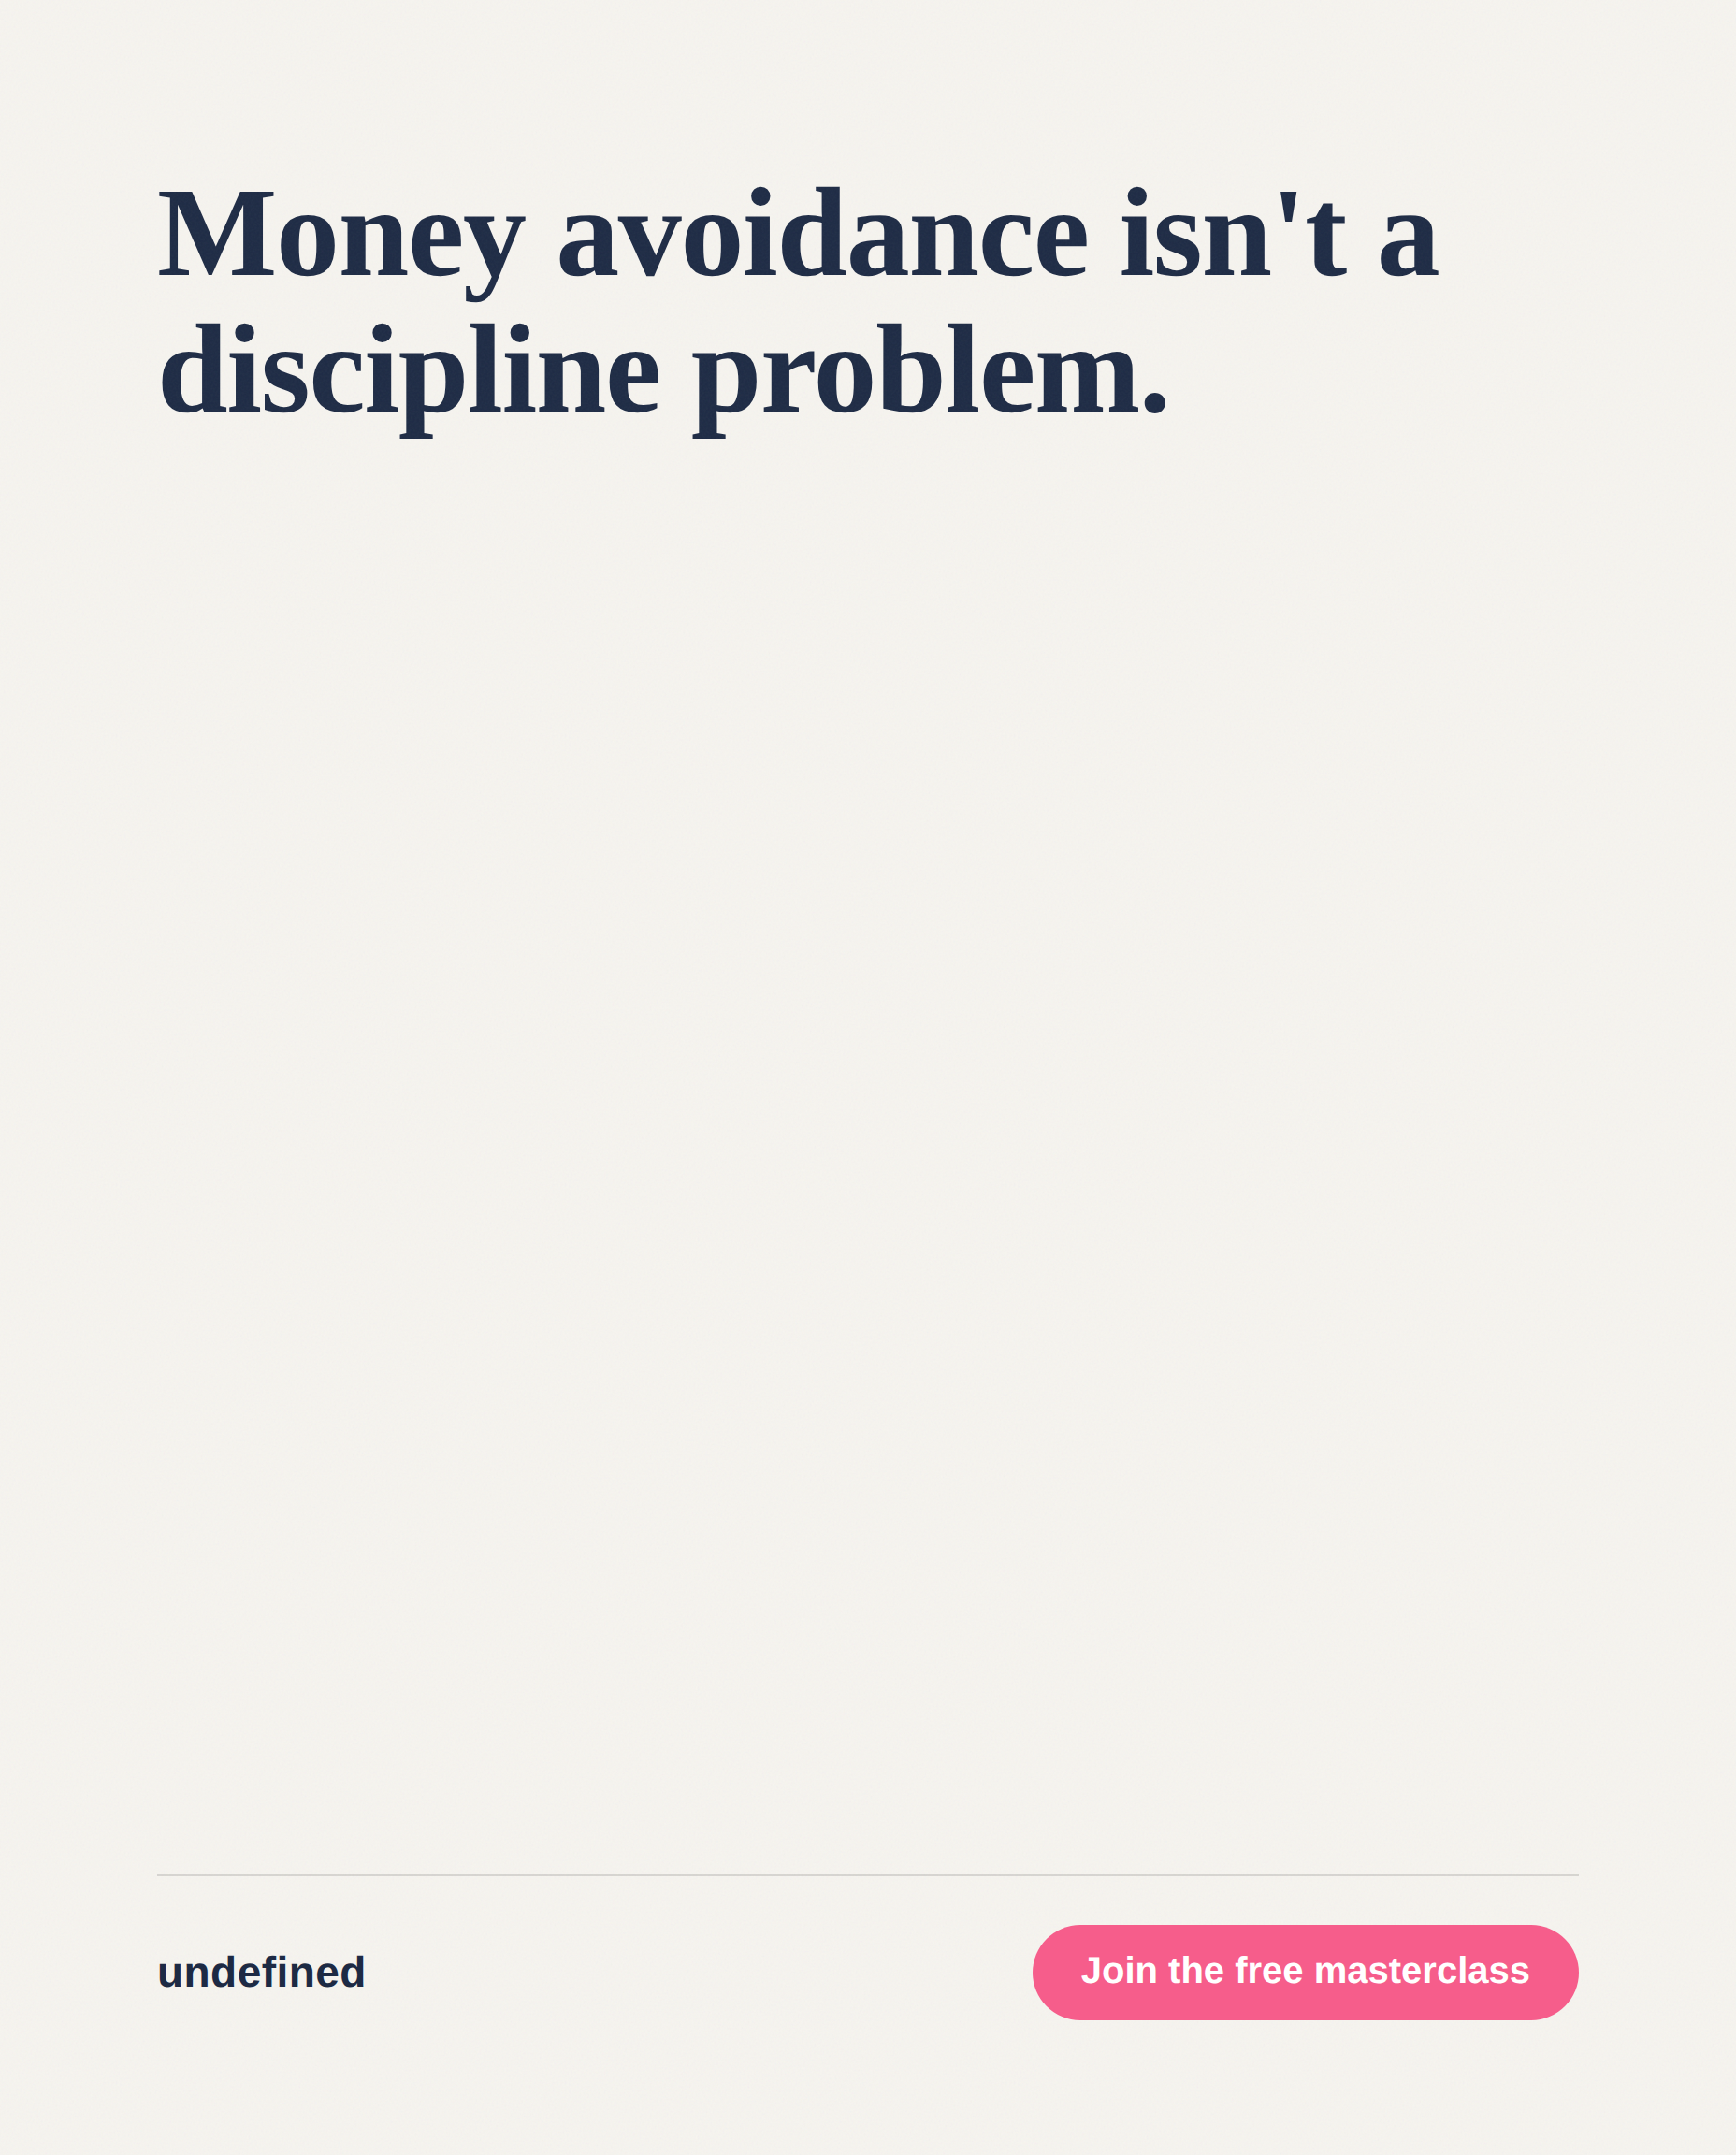 Money avoidance isn't a
discipline problem.
undefined
Join the free masterclass